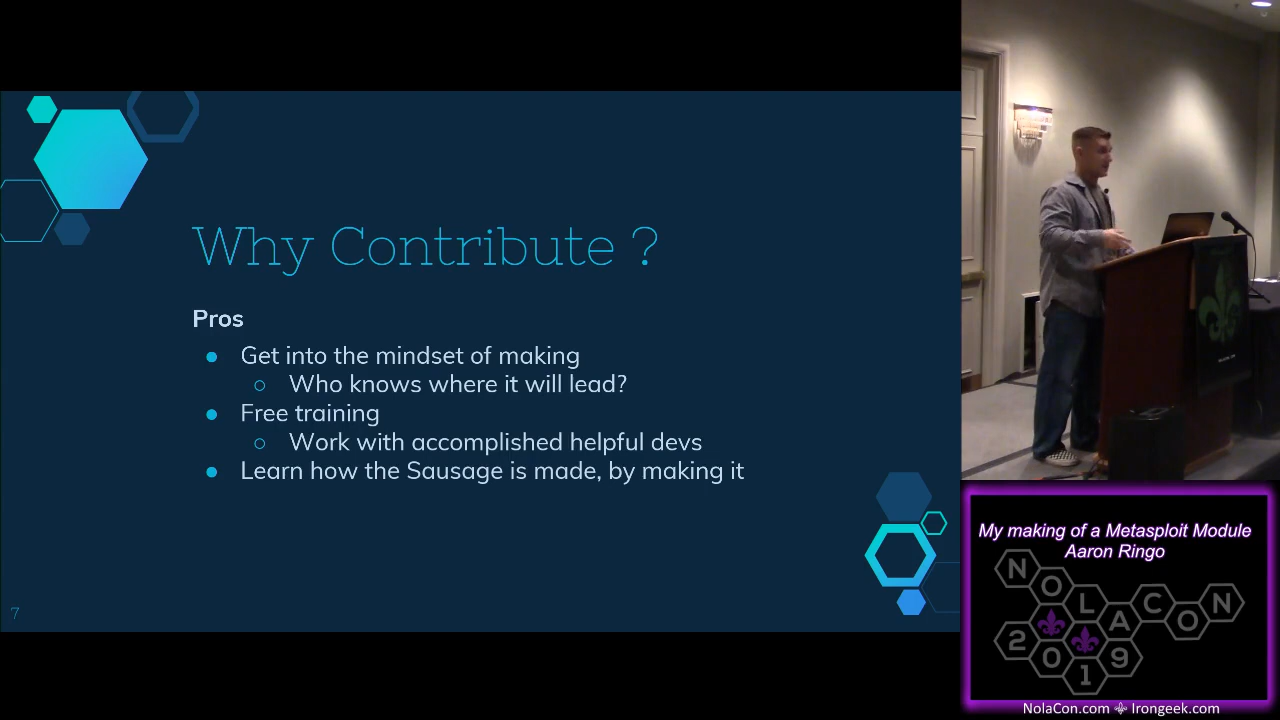 Why Contribute ?
Pros
● Get into the mindset of making
○ Who knows where it will lead?
● Free training
○ Work with accomplished helpful devs
● Learn how the Sausage is made, by making it
7
My making of a Metasploit Module
Aaron Ringo
NOLACON
2019
NolaCon.com ⚜ Irongeek.com